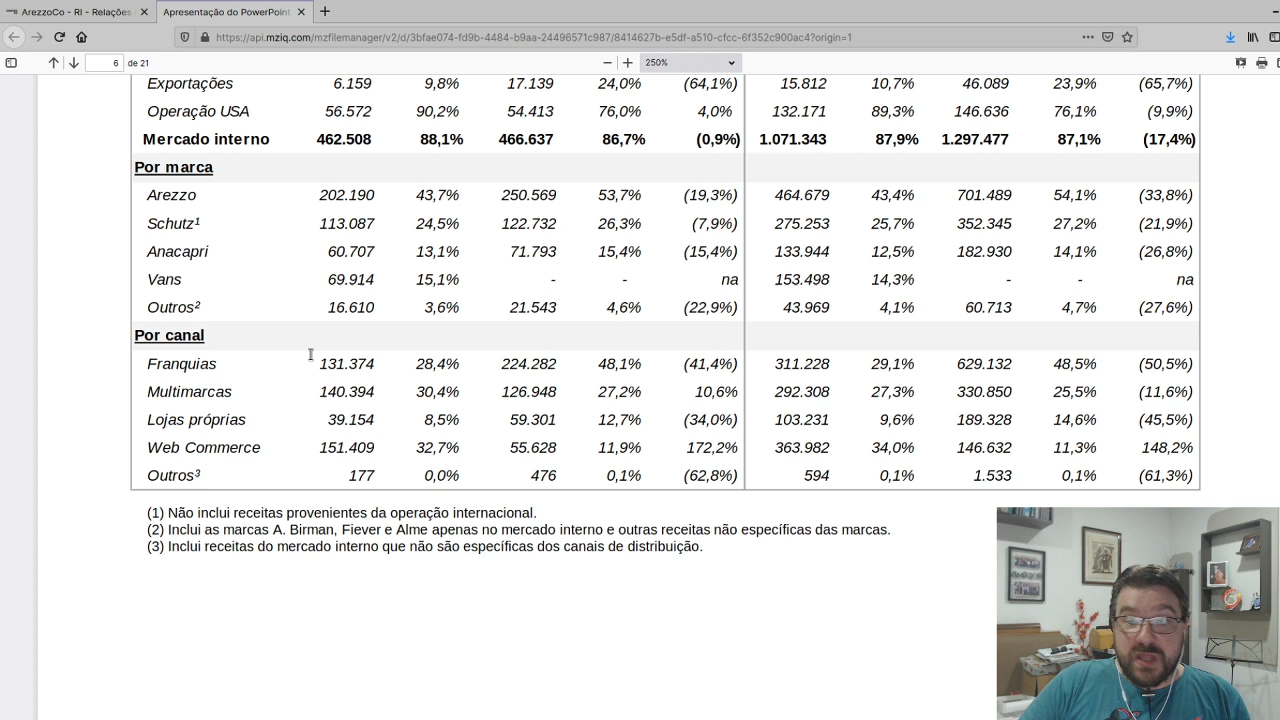 ArezzoCo - RI - Relações
Apresentação do PowerPoint
https://api.mziq.com/mzfilemanager/v2/d/3bfae074-fd9b-4484-b9aa-24496571c987/8414627b-e5df-a510-cfcc-6f352c900ac4?origin=1
6 de 21
250%
Exportações 6.159 9,8% 17.139 24,0% (64,1%) 15.812 10,7% 46.089 23,9% (65,7%)
Operação USA 56.572 90,2% 54.413 76,0% 4,0% 132.171 89,3% 146.636 76,1% (9,9%)
Mercado interno 462.508 88,1% 466.637 86,7% (0,9%) 1.071.343 87,9% 1.297.477 87,1% (17,4%)
Por marca
Arezzo 202.190 43,7% 250.569 53,7% (19,3%) 464.679 43,4% 701.489 54,1% (33,8%)
Schutz¹ 113.087 24,5% 122.732 26,3% (7,9%) 275.253 25,7% 352.345 27,2% (21,9%)
Anacapri 60.707 13,1% 71.793 15,4% (15,4%) 133.944 12,5% 182.930 14,1% (26,8%)
Vans 69.914 15,1% - - na 153.498 14,3% - - na
Outros² 16.610 3,6% 21.543 4,6% (22,9%) 43.969 4,1% 60.713 4,7% (27,6%)
Por canal
Franquias 131.374 28,4% 224.282 48,1% (41,4%) 311.228 29,1% 629.132 48,5% (50,5%)
Multimarcas 140.394 30,4% 126.948 27,2% 10,6% 292.308 27,3% 330.850 25,5% (11,6%)
Lojas próprias 39.154 8,5% 59.301 12,7% (34,0%) 103.231 9,6% 189.328 14,6% (45,5%)
Web Commerce 151.409 32,7% 55.628 11,9% 172,2% 363.982 34,0% 146.632 11,3% 148,2%
Outros³ 177 0,0% 476 0,1% (62,8%) 594 0,1% 1.533 0,1% (61,3%)
(1) Não inclui receitas provenientes da operação internacional.
(2) Inclui as marcas A. Birman, Fiever e Alme apenas no mercado interno e outras receitas não específicas das marcas.
(3) Inclui receitas do mercado interno que não são específicas dos canais de distribuição.